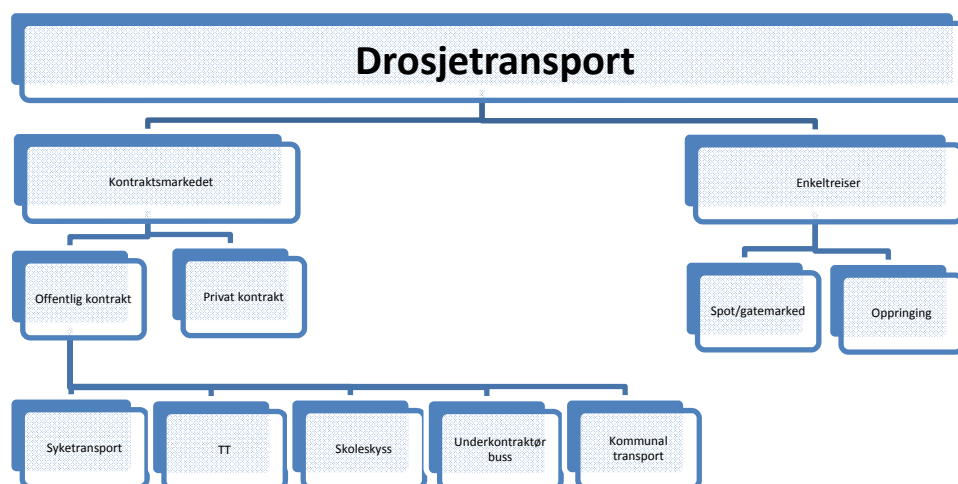 Drosjetransport
Kontraktsmarkedet
Enkeltreiser
Offentlig kontrakt
Privat kontrakt
Spot/gatemarked
Oppringing
Syketransport
TT
Skoleskyss
Underkontraktør
buss
Kommunal
transport